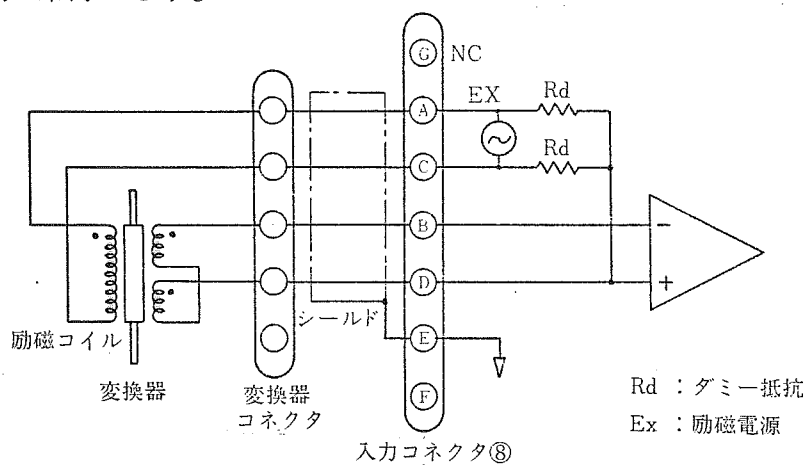 G NC
A
EX
Rd
C
Rd
B
−
D
+
シールド
E
励磁コイル
変換器
変換器
コネクタ
F
Rd : ダミー抵抗
Ex : 励磁電源
入力コネクタ⑧